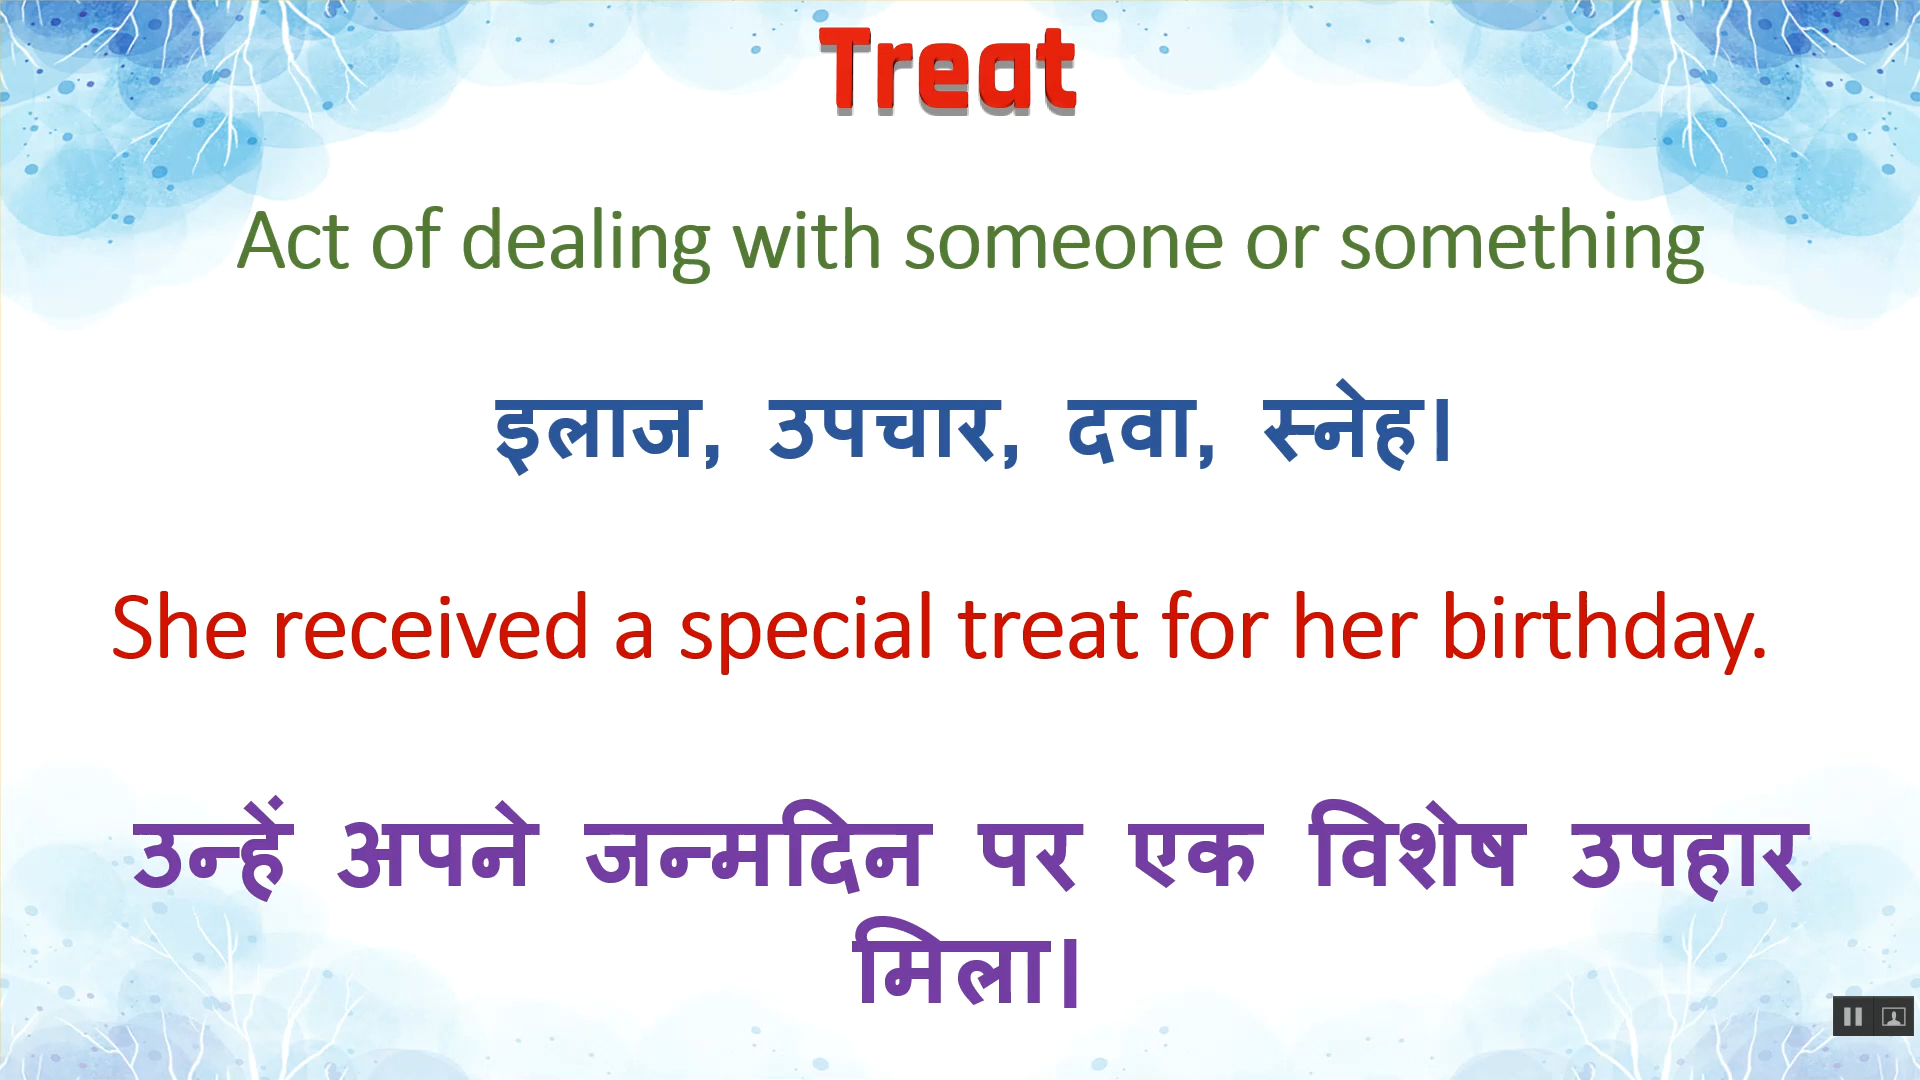 Treat
Act of dealing with someone or something
इलाज, उपचार, दवा, स्नेह।
She received a special treat for her birthday.
उन्हें अपने जन्मदिन पर एक विशेष उपहार
मिला।